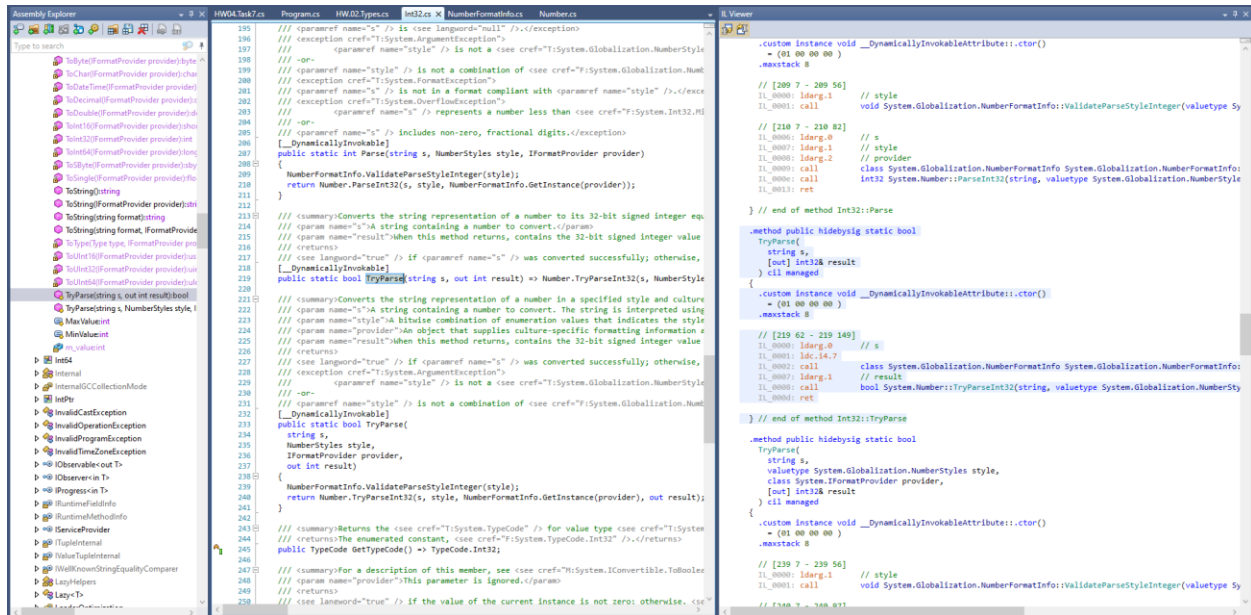 Assembly Explorer
Type to search
ToByte(IFormatProvider provider):byte
ToChar(IFormatProvider provider):char
ToDateTime(IFormatProvider provider):
ToDecimal(IFormatProvider provider):
ToDouble(IFormatProvider provider):
ToInt16(IFormatProvider provider):sho
ToInt32(IFormatProvider provider):int
ToInt64(IFormatProvider provider):long
ToSByte(IFormatProvider provider):sby
ToSingle(IFormatProvider provider):flo
ToString():string
ToString(IFormatProvider provider):stri
ToString(string format):string
ToString(string format, IFormatProvide
ToType(Type type, IFormatProvider pro
ToUInt16(IFormatProvider provider):us
ToUInt32(IFormatProvider provider):uir
ToUInt64(IFormatProvider provider):ulo
TryParse(string s, out int result):bool
TryParse(string s, NumberStyles style, I
MaxValue:int
MinValue:int
m_value:int
Int64
Internal
InternalGCCollectionMode
IntPtr
InvalidCastException
InvalidOperationException
InvalidProgramException
InvalidTimeZoneException
IObservable<out T>
IObserver<in T>
IProgress<in T>
IRuntimeFieldInfo
IRuntimeMethodInfo
IServiceProvider
ITupleInternal
IValueTupleInternal
IWellKnownStringEqualityComparer
LazyHelpers
Lazy<T>
LoaderOptimization
HW04.Task7.cs Program.cs HW.02.Types.cs Int32.cs NumberFormatInfo.cs Number.cs
195 /// <paramref name="s" /> is <see langword="null" />.</exception>
196 /// <exception cref="T:System.ArgumentException">
197 /// <paramref name="style" /> is not a <see cref="T:System.Globalization.NumberStyle
198 /// -or-
199 /// <paramref name="style" /> is not a combination of <see cref="F:System.Globalization.Numb
200 /// <exception cref="T:System.FormatException">
201 /// <paramref name="s" /> is not in a format compliant with <paramref name="style" />.</exce
202 /// <exception cref="T:System.OverflowException">
203 /// <paramref name="s" /> represents a number less than <see cref="F:System.Int32.Mi
204 /// -or-
205 /// <paramref name="s" /> includes non-zero, fractional digits.</exception>
206 [__DynamicallyInvokable]
207 public static int Parse(string s, NumberStyles style, IFormatProvider provider)
208 {
209 NumberFormatInfo.ValidateParseStyleInteger(style);
210 return Number.ParseInt32(s, style, NumberFormatInfo.GetInstance(provider));
211 }
212
213 /// <summary>Converts the string representation of a number to its 32-bit signed integer equ
214 /// <param name="s">A string containing a number to convert.</param>
215 /// <param name="result">When this method returns, contains the 32-bit signed integer value
216 /// <returns>
217 /// <see langword="true" /> if <paramref name="s" /> was converted successfully; otherwise,
218 [__DynamicallyInvokable]
219 public static bool TryParse(string s, out int result) => Number.TryParseInt32(s, NumberStyle
220
221 /// <summary>Converts the string representation of a number in a specified style and culture
222 /// <param name="s">A string containing a number to convert. The string is interpreted using
223 /// <param name="style">A bitwise combination of enumeration values that indicates the style
224 /// <param name="provider">An object that supplies culture-specific formatting information a
225 /// <param name="result">When this method returns, contains the 32-bit signed integer value
226 /// <returns>
227 /// <see langword="true" /> if <paramref name="s" /> was converted successfully; otherwise,
228 /// <exception cref="T:System.ArgumentException">
229 /// <paramref name="style" /> is not a <see cref="T:System.Globalization.NumberStyle
230 /// -or-
231 /// <paramref name="style" /> is not a combination of <see cref="F:System.Globalization.Numb
232 [__DynamicallyInvokable]
233 public static bool TryParse(
234 string s,
235 NumberStyles style,
236 IFormatProvider provider,
237 out int result)
238 {
239 NumberFormatInfo.ValidateParseStyleInteger(style);
240 return Number.TryParseInt32(s, style, NumberFormatInfo.GetInstance(provider), out result);
241 }
242
243 /// <summary>Returns the <see cref="T:System.TypeCode" /> for value type <see cref="T:System
244 /// <returns>The enumerated constant, <see cref="F:System.TypeCode.Int32" />.</returns>
245 public TypeCode GetTypeCode() => TypeCode.Int32;
246
247 /// <summary>For a description of this member, see <see cref="M:System.IConvertible.ToBoolea
248 /// <param name="provider">This parameter is ignored.</param>
249 /// <returns>
250 /// <see langword="true" /> if the value of the current instance is not zero; otherwise, <se
IL Viewer
.custom instance void __DynamicallyInvokableAttribute::.ctor()
= (01 00 00 00 )
.maxstack 8
// [209 7 - 209 56]
IL_0000: ldarg.1 // style
IL_0001: call void System.Globalization.NumberFormatInfo::ValidateParseStyleInteger(valuetype Sy
// [210 7 - 210 82]
IL_0006: ldarg.0 // s
IL_0007: ldarg.1 // style
IL_0008: ldarg.2 // provider
IL_0009: call class System.Globalization.NumberFormatInfo System.Globalization.NumberFormatInfo:
IL_000e: call int32 System.Number::ParseInt32(string, valuetype System.Globalization.NumberStyle
IL_0013: ret
} // end of method Int32::Parse
.method public hidebysig static bool
TryParse(
string s,
[out] int32& result
) cil managed
{
.custom instance void __DynamicallyInvokableAttribute::.ctor()
= (01 00 00 00 )
.maxstack 8
// [219 62 - 219 149]
IL_0000: ldarg.0 // s
IL_0001: ldc.i4.7
IL_0002: call class System.Globalization.NumberFormatInfo System.Globalization.NumberFormatInfo:
IL_0007: ldarg.1 // result
IL_0008: call bool System.Number::TryParseInt32(string, valuetype System.Globalization.NumberSty
IL_000d: ret
} // end of method Int32::TryParse
.method public hidebysig static bool
TryParse(
string s,
valuetype System.Globalization.NumberStyles style,
class System.IFormatProvider provider,
[out] int32& result
) cil managed
{
.custom instance void __DynamicallyInvokableAttribute::.ctor()
= (01 00 00 00 )
.maxstack 8
// [239 7 - 239 56]
IL_0000: ldarg.1 // style
IL_0001: call void System.Globalization.NumberFormatInfo::ValidateParseStyleInteger(valuetype Sy
// [240 7 - 240 97]